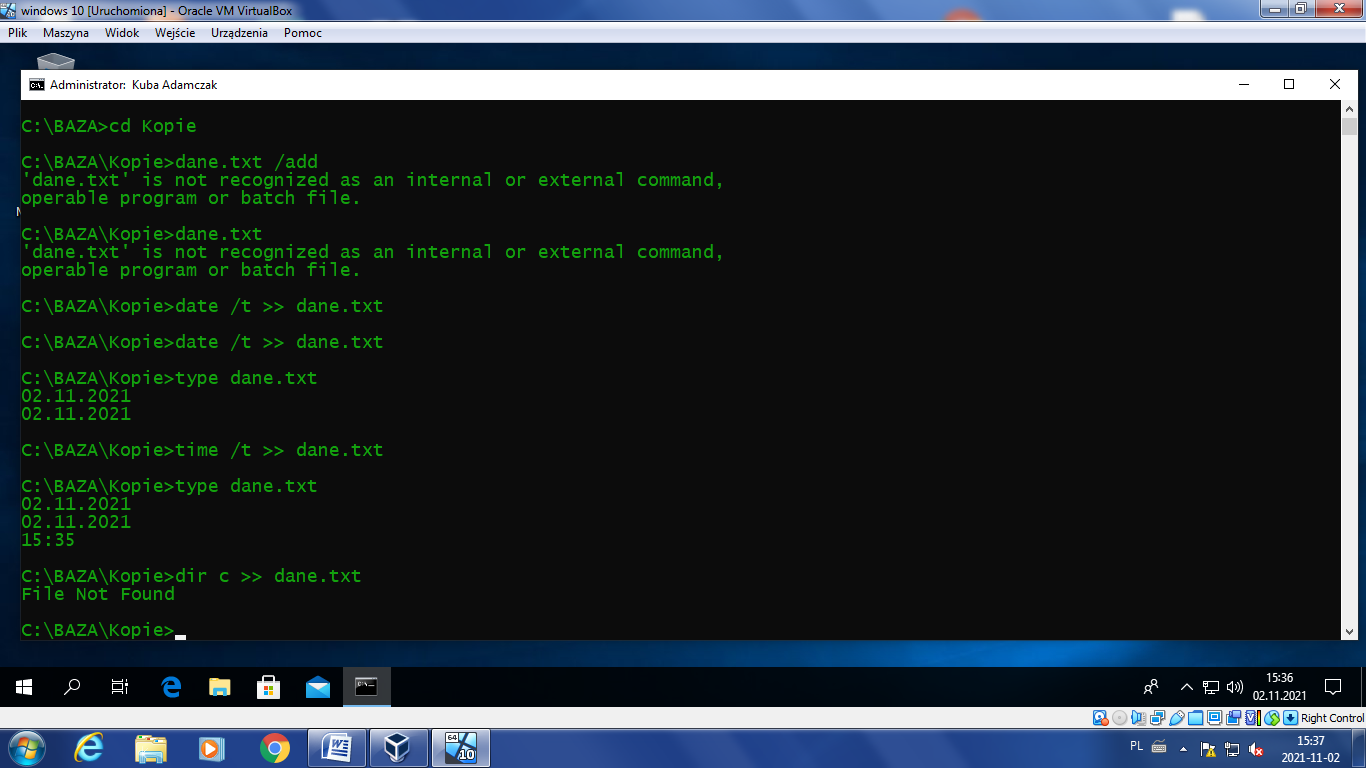 windows 10 [Uruchomiona] - Oracle VM VirtualBox
Plik Maszyna Widok Wejście Urządzenia Pomoc
Administrator: Kuba Adamczak
C:\BAZA>cd Kopie
C:\BAZA\Kopie>dane.txt /add
'dane.txt' is not recognized as an internal or external command,
operable program or batch file.
C:\BAZA\Kopie>dane.txt
'dane.txt' is not recognized as an internal or external command,
operable program or batch file.
C:\BAZA\Kopie>date /t >> dane.txt
C:\BAZA\Kopie>date /t >> dane.txt
C:\BAZA\Kopie>type dane.txt
02.11.2021
02.11.2021
C:\BAZA\Kopie>time /t >> dane.txt
C:\BAZA\Kopie>type dane.txt
02.11.2021
02.11.2021
15:35
C:\BAZA\Kopie>dir c >> dane.txt
File Not Found
C:\BAZA\Kopie>
15:36
02.11.2021
Right Control
PL
15:37
2021-11-02